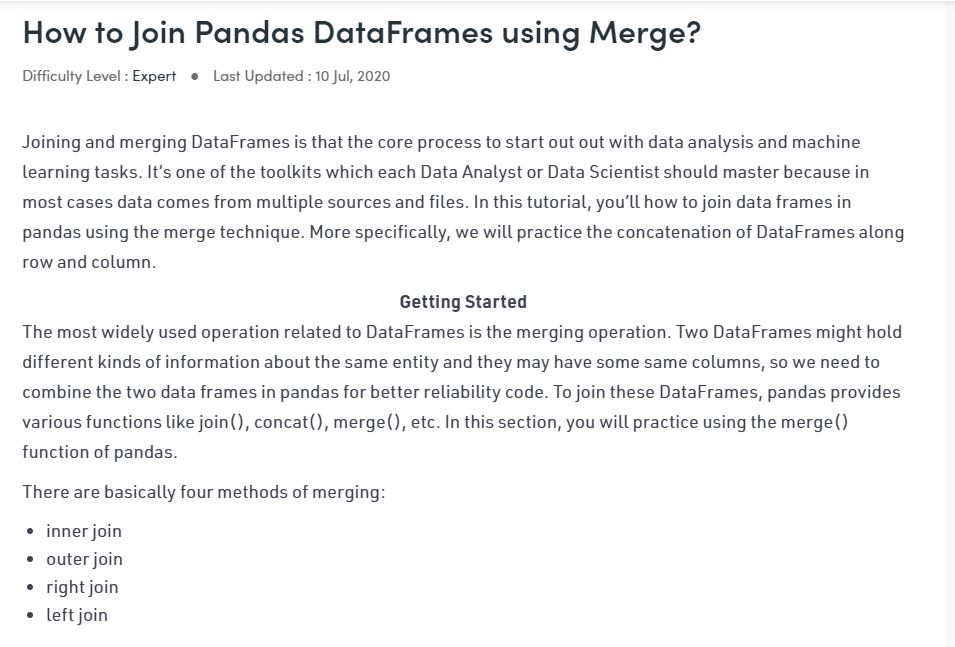 How to Join Pandas DataFrames using Merge?
Difficulty Level : Expert ● Last Updated : 10 Jul, 2020
Joining and merging DataFrames is that the core process to start out out with data analysis and machine
learning tasks. It's one of the toolkits which each Data Analyst or Data Scientist should master because in
most cases data comes from multiple sources and files. In this tutorial, you'll how to join data frames in
pandas using the merge technique. More specifically, we will practice the concatenation of DataFrames along
row and column.
Getting Started
The most widely used operation related to DataFrames is the merging operation. Two DataFrames might hold
different kinds of information about the same entity and they may have some same columns, so we need to
combine the two data frames in pandas for better reliability code. To join these DataFrames, pandas provides
various functions like join(), concat(), merge(), etc. In this section, you will practice using the merge()
function of pandas.
There are basically four methods of merging:
• inner join
• outer join
• right join
• left join